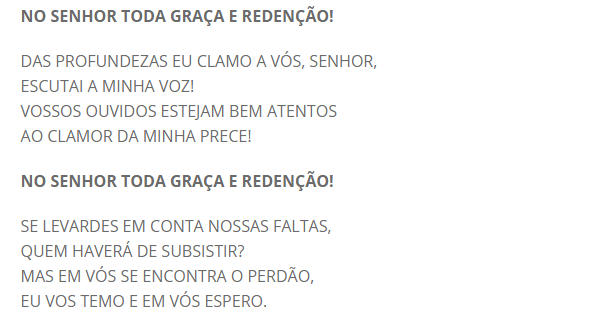 NO SENHOR TODA GRAÇA E REDENÇÃO!
DAS PROFUNDEZAS EU CLAMO A VÓS, SENHOR,
ESCUTAI A MINHA VOZ!
VOSSOS OUVIDOS ESTEJAM BEM ATENTOS
AO CLAMOR DA MINHA PRECE!
NO SENHOR TODA GRAÇA E REDENÇÃO!
SE LEVARDES EM CONTA NOSSAS FALTAS,
QUEM HAVERÁ DE SUBSISTIR?
MAS EM VÓS SE ENCONTRA O PERDÃO,
EU VOS TEMO E EM VÓS ESPERO.